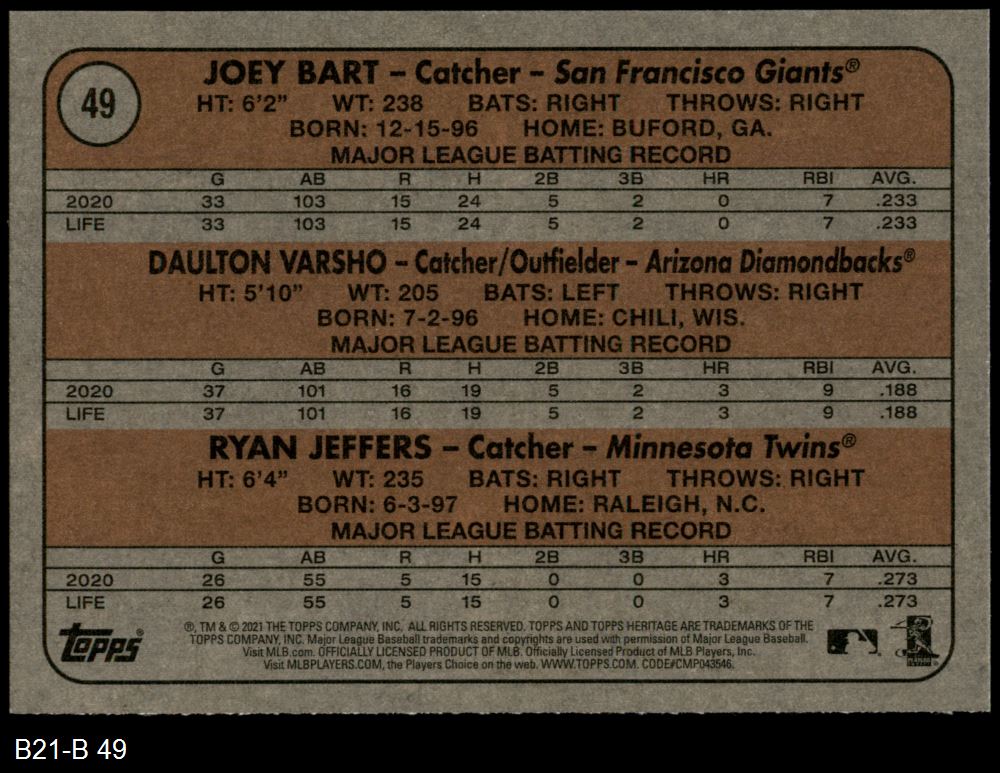 49
JOEY BART – Catcher – San Francisco Giants®
HT: 6'2" WT: 238 BATS: RIGHT THROWS: RIGHT
BORN: 12-15-96 HOME: BUFORD, GA.
MAJOR LEAGUE BATTING RECORD
G AB R H 2B 3B HR RBI AVG.
2020 33 103 15 24 5 2 0 7 .233
LIFE 33 103 15 24 5 2 0 7 .233
DAULTON VARSHO – Catcher/Outfielder – Arizona Diamondbacks®
HT: 5'10" WT: 205 BATS: LEFT THROWS: RIGHT
BORN: 7-2-96 HOME: CHILI, WIS.
MAJOR LEAGUE BATTING RECORD
G AB R H 2B 3B HR RBI AVG.
2020 37 101 16 19 5 2 3 9 .188
LIFE 37 101 16 19 5 2 3 9 .188
RYAN JEFFERS – Catcher – Minnesota Twins®
HT: 6'4" WT: 235 BATS: RIGHT THROWS: RIGHT
BORN: 6-3-97 HOME: RALEIGH, N.C.
MAJOR LEAGUE BATTING RECORD
G AB R H 2B 3B HR RBI AVG.
2020 26 55 5 15 0 0 3 7 .273
LIFE 26 55 5 15 0 0 3 7 .273
topps®
®, TM & © 2021 THE TOPPS COMPANY, INC. ALL RIGHTS RESERVED. TOPPS AND TOPPS HERITAGE ARE TRADEMARKS OF THE
TOPPS COMPANY, INC. Major League Baseball trademarks and copyrights are used with permission of Major League Baseball.
Visit MLB.com. OFFICIALLY LICENSED PRODUCT OF MLB. Officially Licensed Product of MLB Players, Inc.
Visit MLBPLAYERS.COM, the Players Choice on the web. WWW.TOPPS.COM. CODE#CMP043546.
B21-B 49